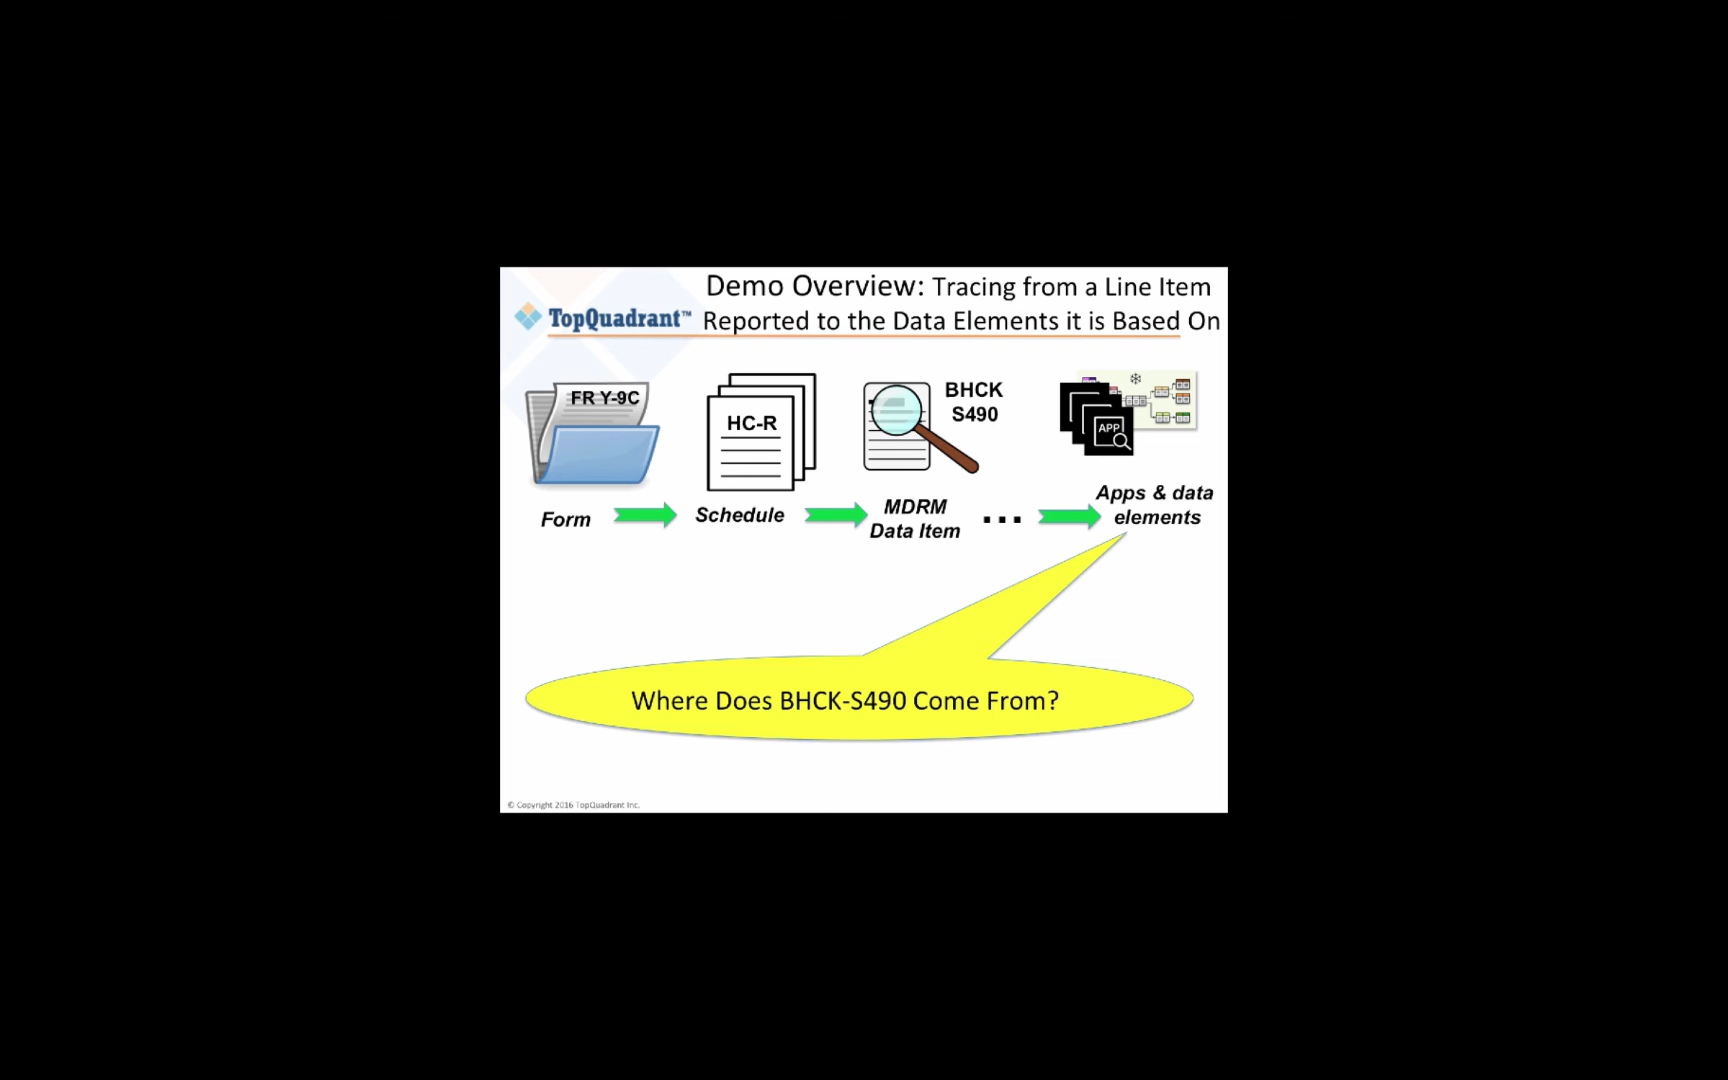 Demo Overview: Tracing from a Line Item
TopQuadrant™ Reported to the Data Elements it is Based On
FR Y-9C
HC-R
BHCK
S490
APP
Form
Schedule
MDRM
Data Item
...
Apps & data
elements
Where Does BHCK-S490 Come From?
© Copyright 2016 TopQuadrant Inc.